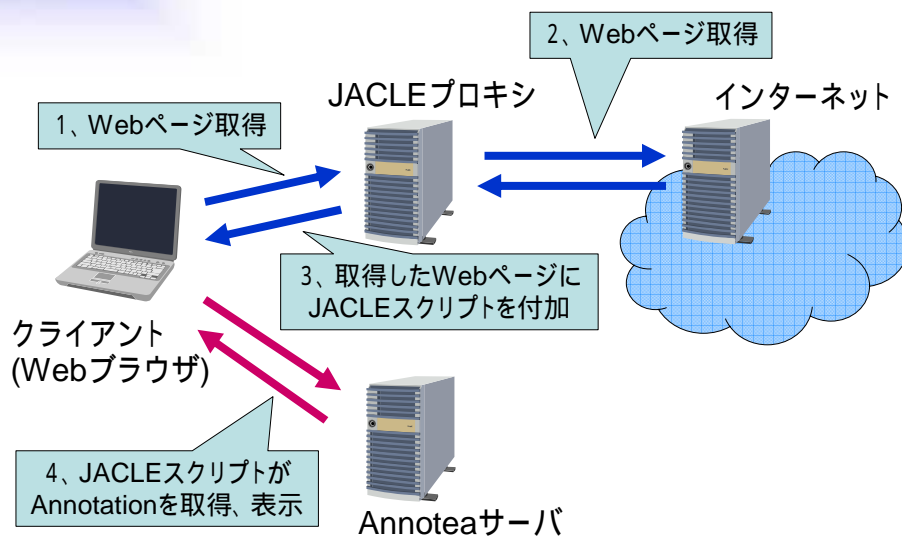 2、Webページ取得
JACLEプロキシ
インターネット
1、Webページ取得
3、取得したWebページに
JACLEスクリプトを付加
クライアント
(Webブラウザ)
4、JACLEスクリプトが
Annotationを取得、表示
Annoteaサーバ